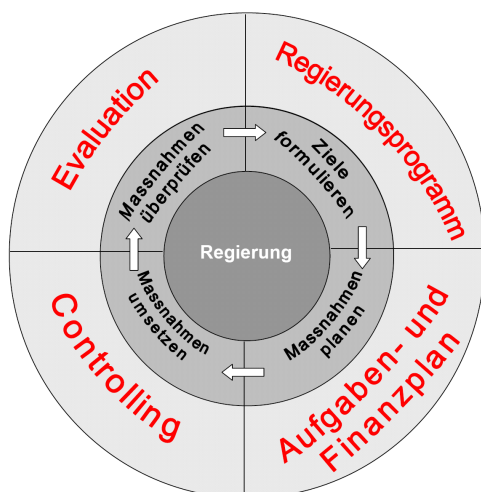 Evaluation
Regierungsprogramm
Massnahmen
überprüfen
Ziele
formulieren
Regierung
Massnahmen
umsetzen
Massnahmen
planen
Controlling
Aufgaben- und
Finanzplan